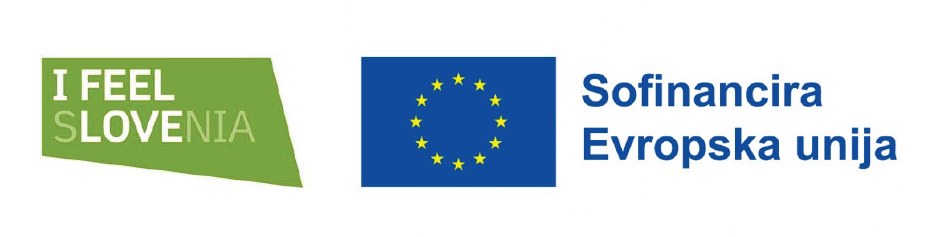 I FEEL
SLOVENIA
Sofinancira
Evropska unija